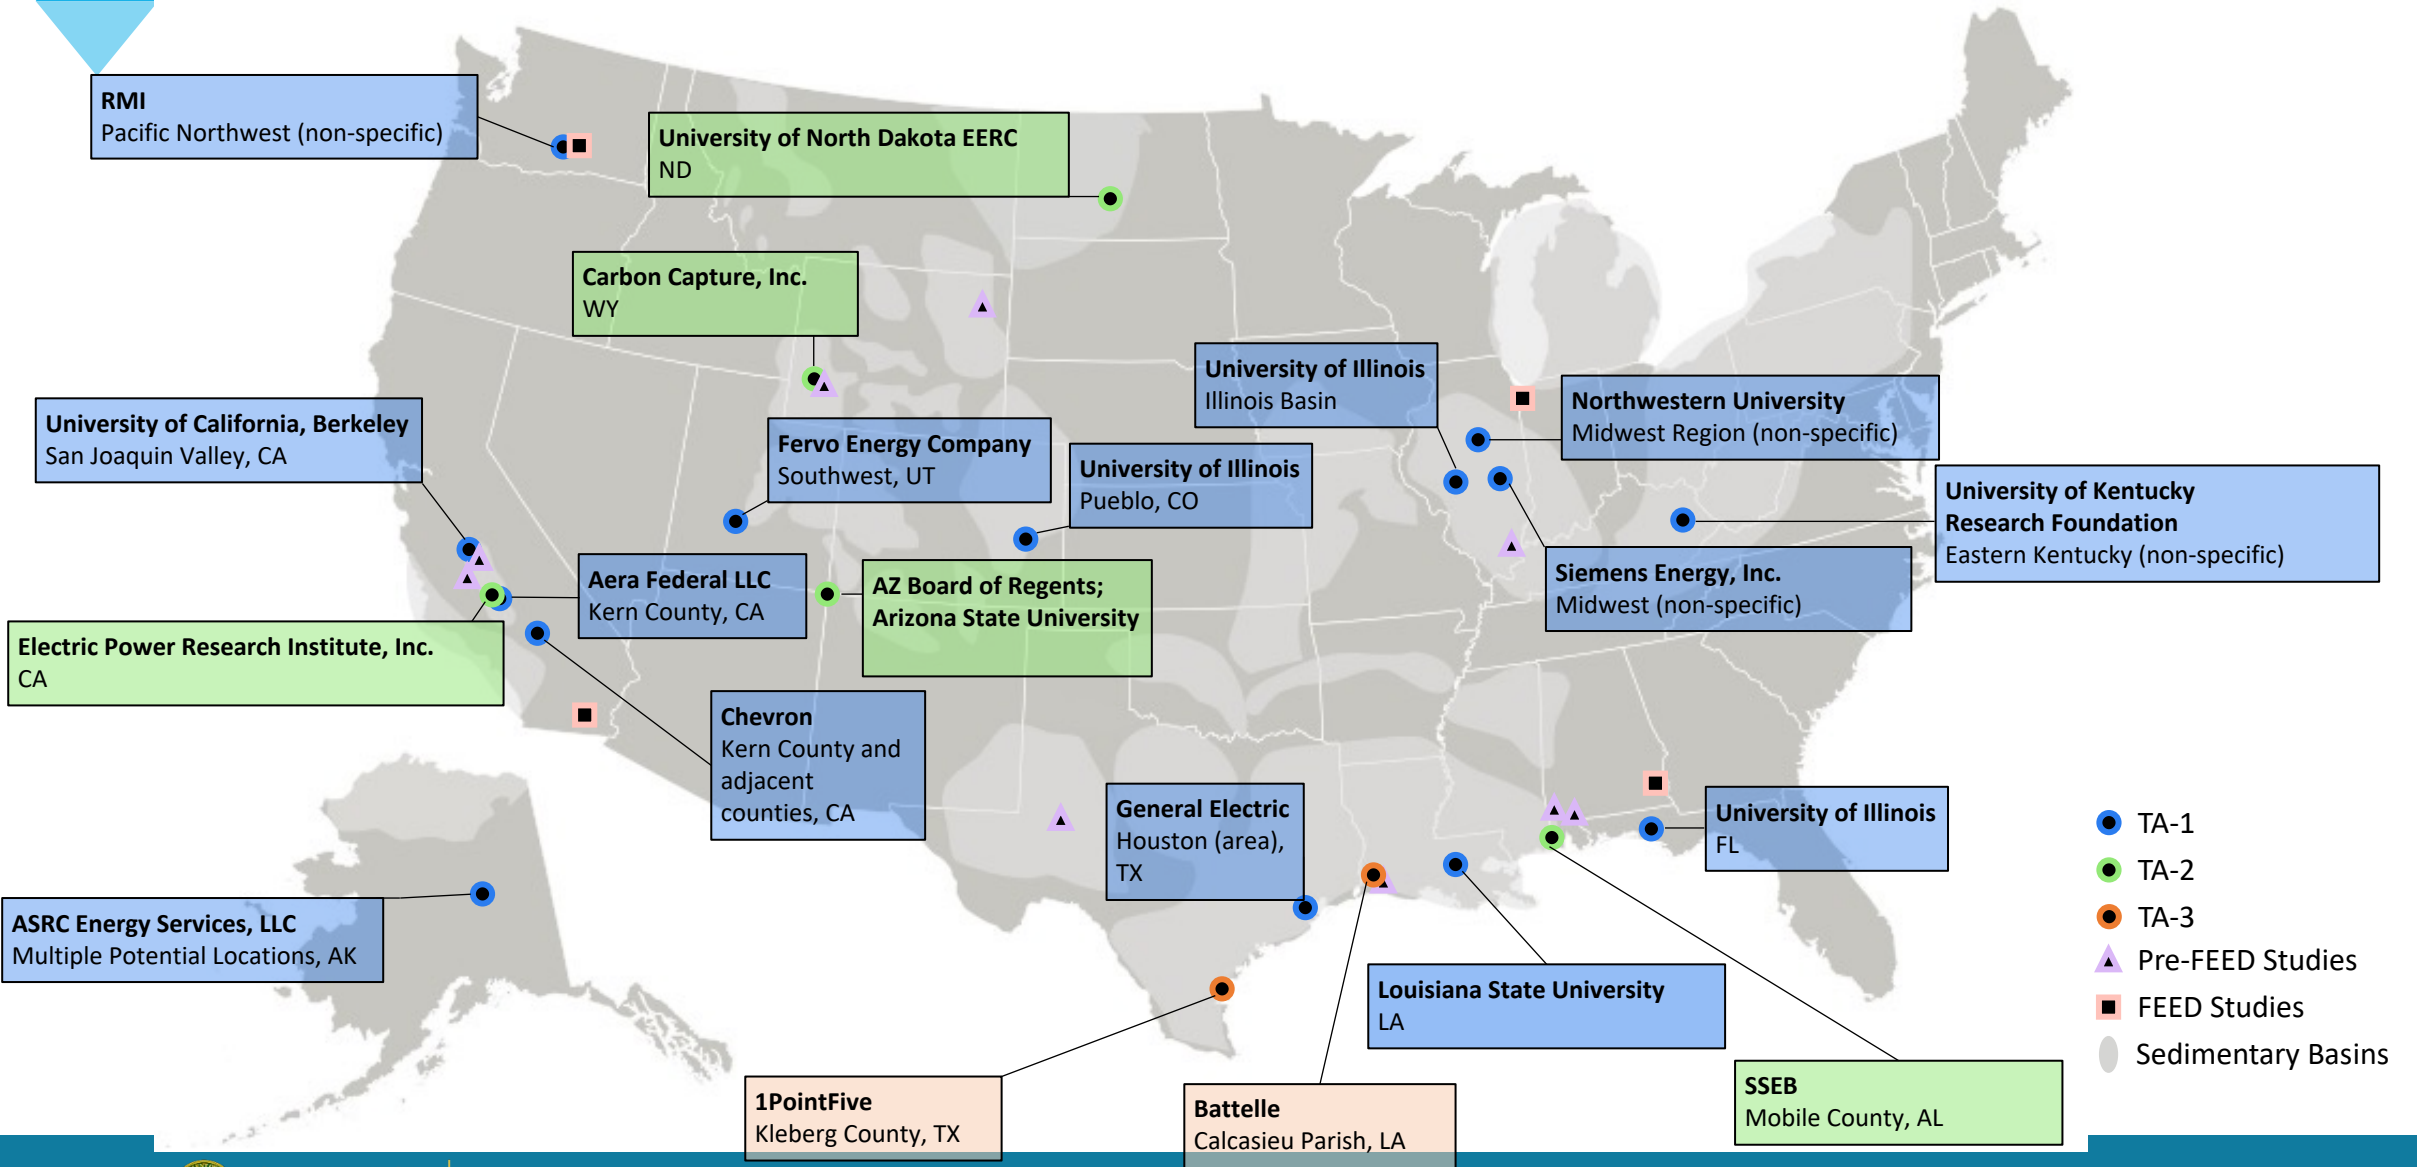 RMI
Pacific Northwest (non-specific)
University of North Dakota EERC
ND
Carbon Capture, Inc.
WY
University of Illinois
Illinois Basin
Northwestern University
Midwest Region (non-specific)
University of California, Berkeley
San Joaquin Valley, CA
Fervo Energy Company
Southwest, UT
University of Illinois
Pueblo, CO
University of Kentucky
Research Foundation
Eastern Kentucky (non-specific)
Aera Federal LLC
Kern County, CA
AZ Board of Regents;
Arizona State University
Siemens Energy, Inc.
Midwest (non-specific)
Electric Power Research Institute, Inc.
CA
Chevron
Kern County and
adjacent
counties, CA
General Electric
Houston (area),
TX
University of Illinois
FL
ASRC Energy Services, LLC
Multiple Potential Locations, AK
Louisiana State University
LA
1PointFive
Kleberg County, TX
Battelle
Calcasieu Parish, LA
SSEB
Mobile County, AL
TA-1
TA-2
TA-3
Pre-FEED Studies
FEED Studies
Sedimentary Basins